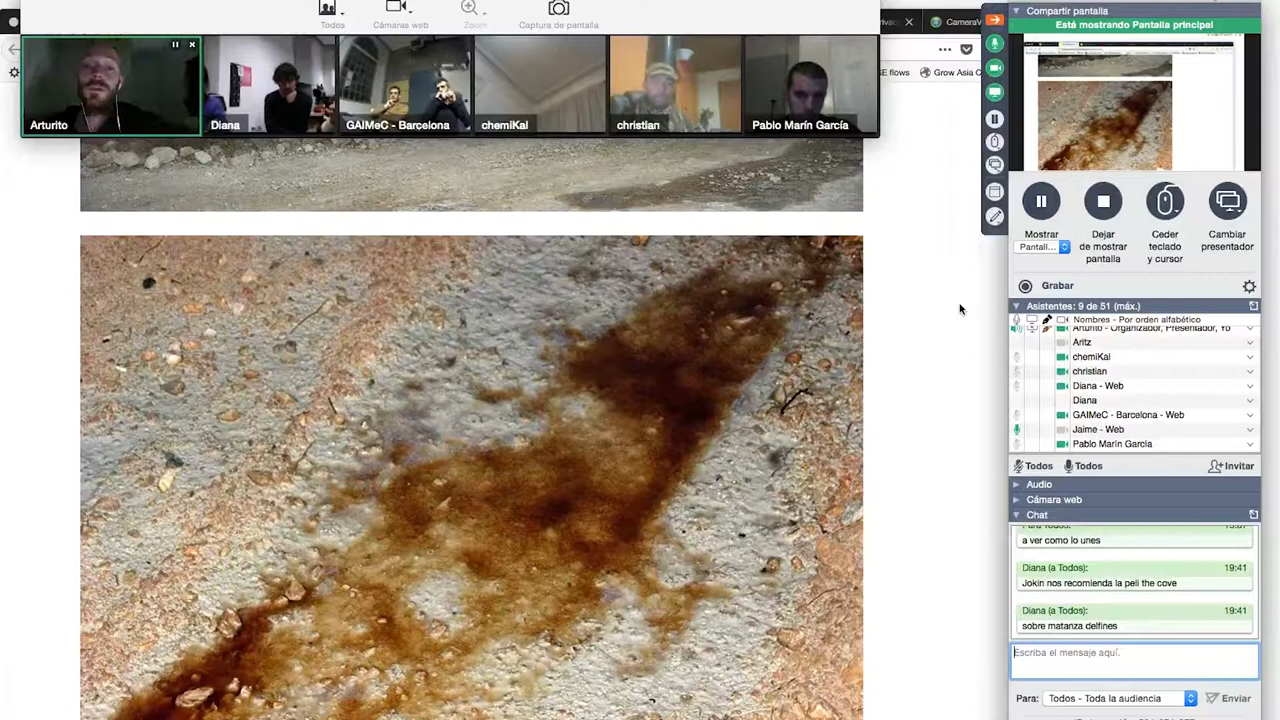 Todos
Cámaras web
Zoom
Captura de pantalla
CameraV
E flows
Grow Asia C
Arturito
Diana
GAIMeC - Barcelona
chemiKal
christian
Pablo Marín García
Compartir pantalla
Está mostrando Pantalla principal
Mostrar
Pantall...
Dejar
de mostrar
pantalla
Ceder
teclado
y cursor
Cambiar
presentador
Grabar
Asistentes: 9 de 51 (máx.)
Nombres - Por orden alfabético
Arturito - Organizador, Presentador, Yo
Aritz
chemiKal
christian
Diana - Web
Diana
GAIMeC - Barcelona - Web
Jaime - Web
Pablo Marín García
Todos
Todos
Invitar
Audio
Cámara web
Chat
a ver como lo unes
Diana (a Todos): 19:41
Jokin nos recomienda la peli the cove
Diana (a Todos): 19:41
sobre matanza delfines
Escriba el mensaje aquí.
Para: Todos - Toda la audiencia
Enviar